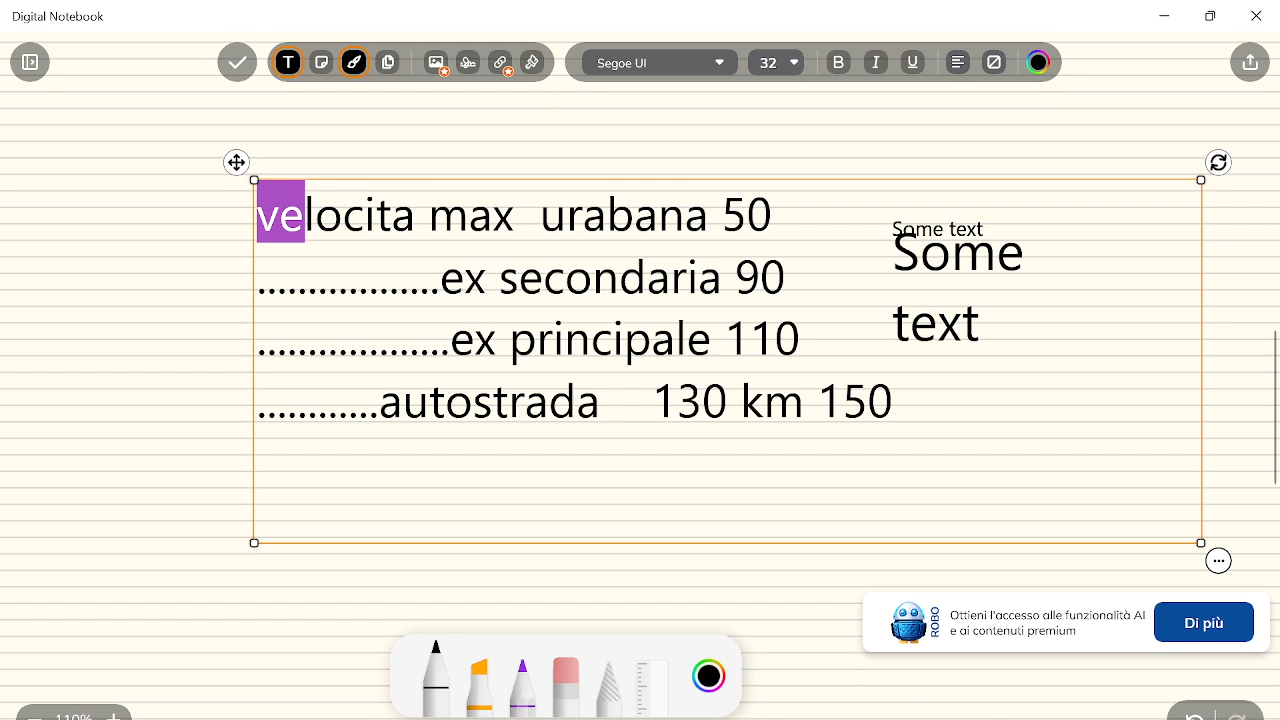 Digital Notebook
T
Segoe UI
32
B
I
U
velocita max  urabana 50
Some text
..................ex secondaria 90
Some
text
...................ex principale 110
............autostrada    130 km 150
ROBO
Ottieni l'accesso alle funzionalità AI
e ai contenuti premium
Di più
110%